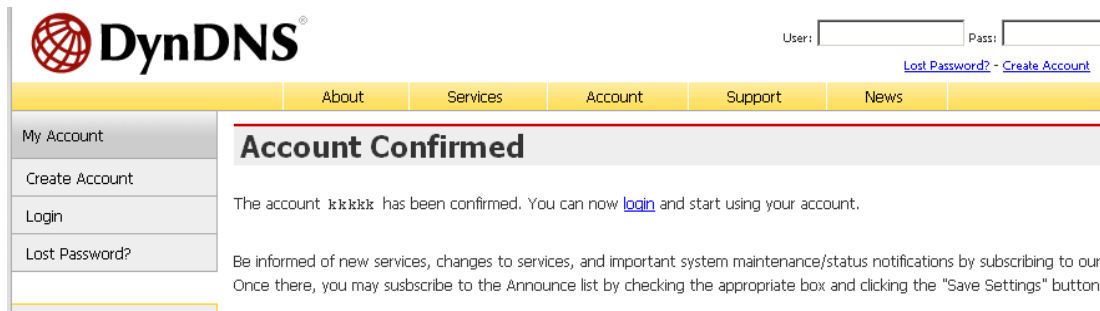 DynDNS®
User:
Pass:
Lost Password? - Create Account
About Services Account Support News
My Account
Create Account
Login
Lost Password?
Account Confirmed
The account kkkkk has been confirmed. You can now login and start using your account.
Be informed of new services, changes to services, and important system maintenance/status notifications by subscribing to our
Once there, you may susbscribe to the Announce list by checking the appropriate box and clicking the "Save Settings" button